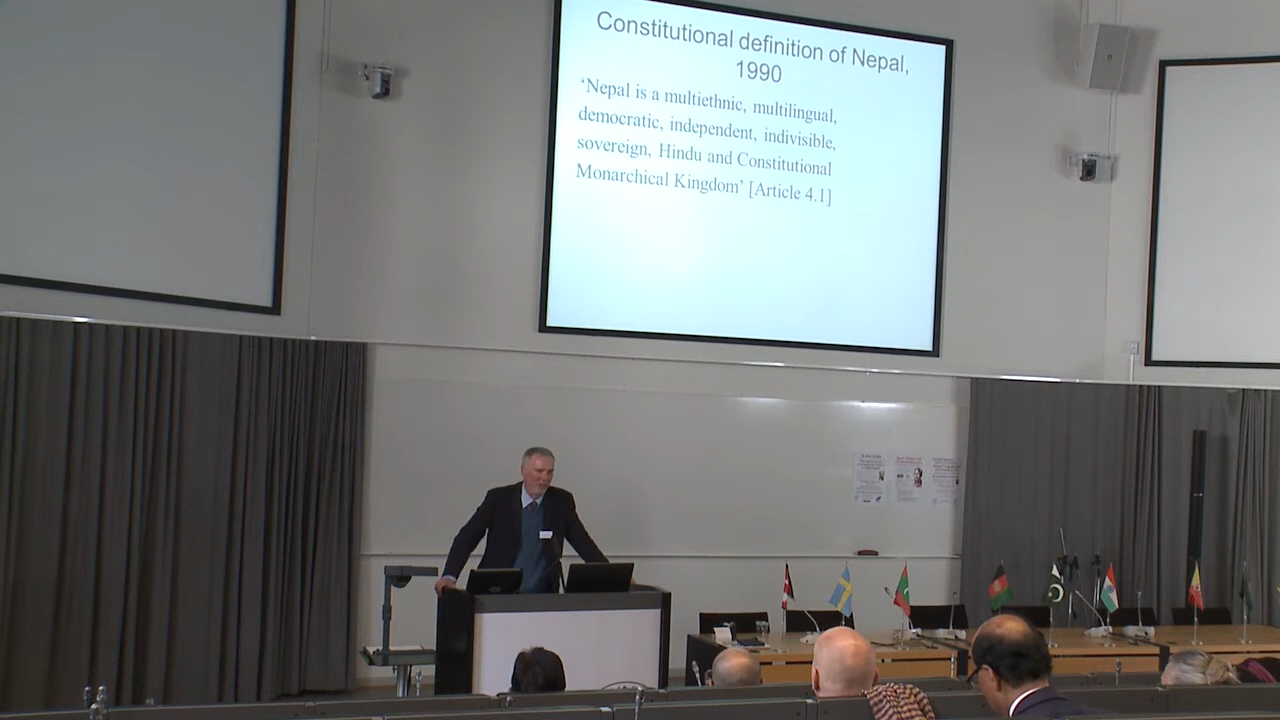 Constitutional definition of Nepal,
1990
‘Nepal is a multiethnic, multilingual,
democratic, independent, indivisible,
sovereign, Hindu and Constitutional
Monarchical Kingdom’ [Article 4.1]